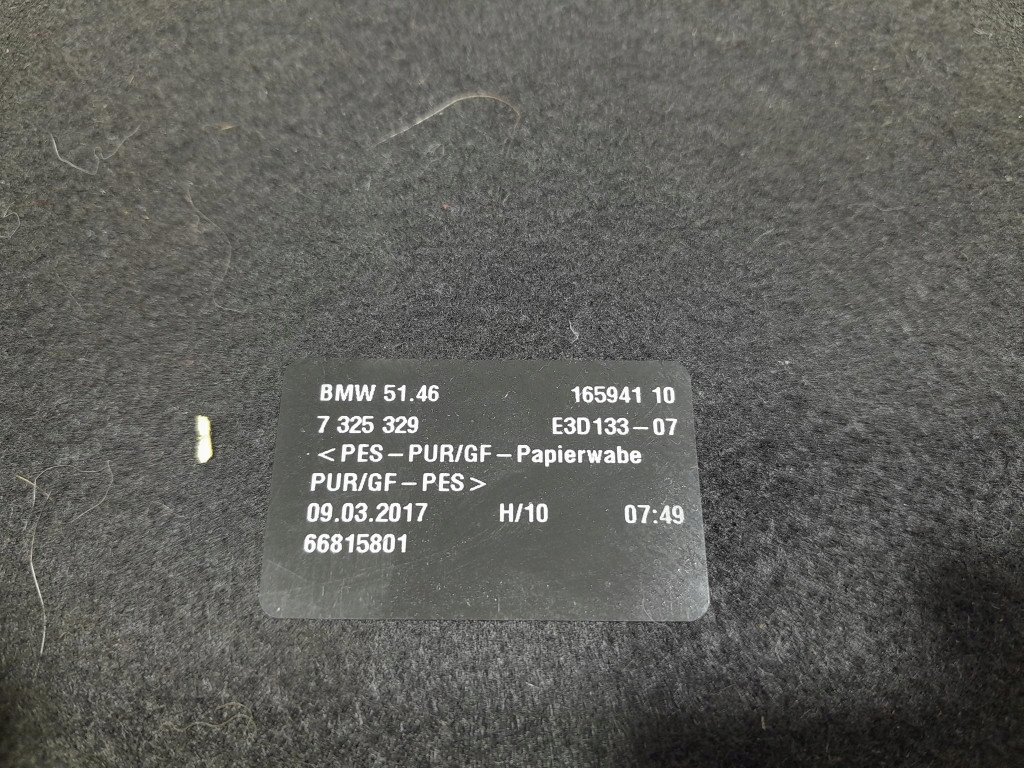 BMW 51.46 165941 10
7 325 329 E3D133-07
<PES-PUR/GF-Papierwabe
PUR/GF-PES>
09.03.2017 H/10 07:49
66815801